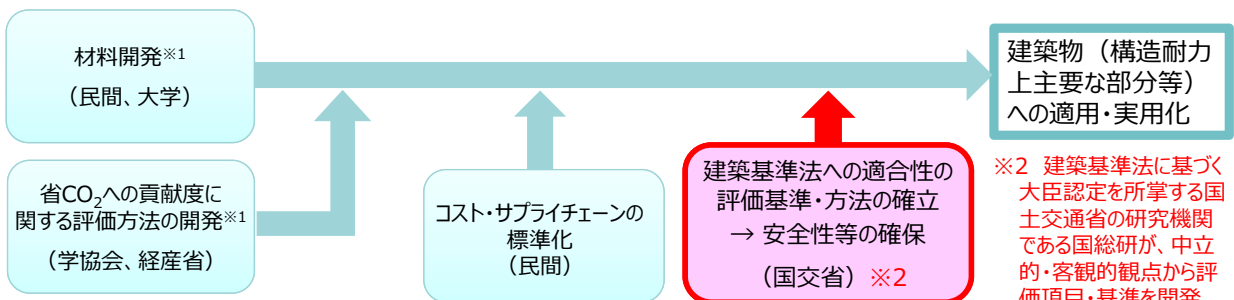 材料開発※1
（民間、大学）
省CO2への貢献度に
関する評価方法の開発※1
（学協会、経産省）
コスト・サプライチェーンの
標準化
（民間）
建築基準法への適合性の
評価基準・方法の確立
→ 安全性等の確保
（国交省）※2
建築物（構造耐力
上主要な部分等）
への適用・実用化
※2　建築基準法に基づく
大臣認定を所掌する国
土交通省の研究機関
である国総研が、中立
的・客観的観点から評
価項目・基準を開発